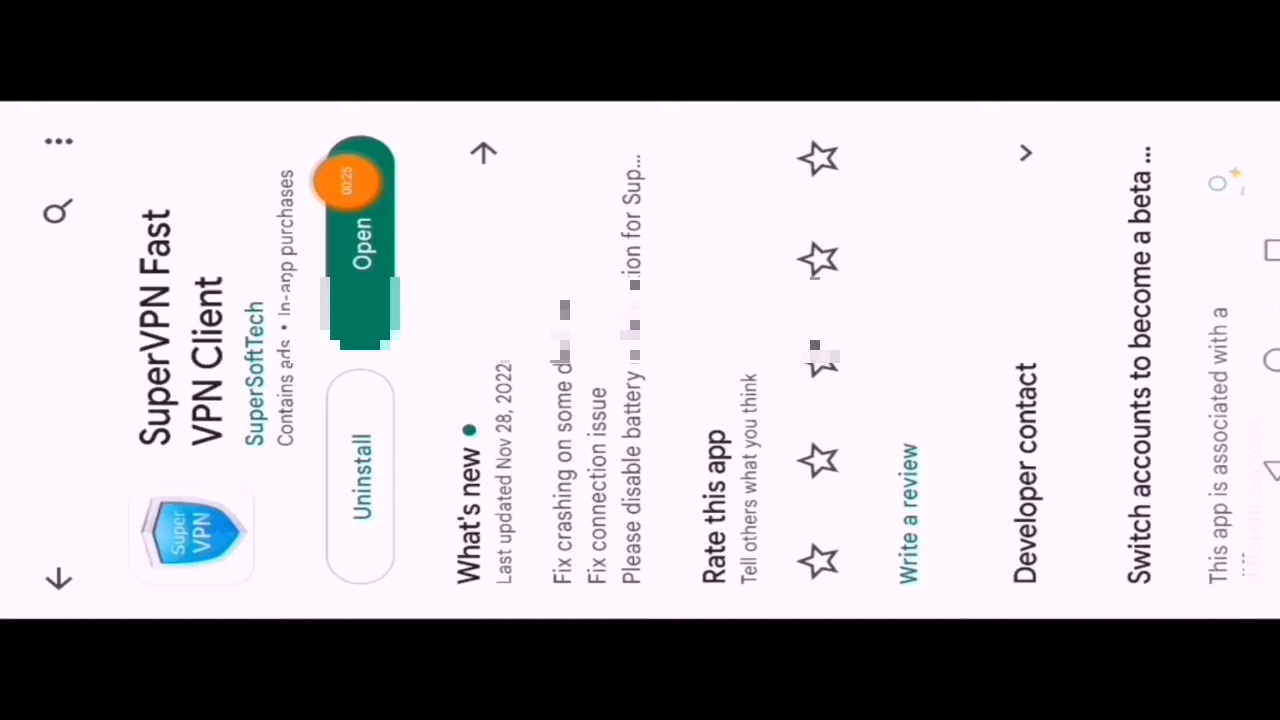 SuperVPN Fast
VPN Client
SuperSoftTech
Contains ads • In-app purchases
Super
VPN
Uninstall
Open
00:25
What's new
Last updated Nov 28, 2022
Fix crashing on some
Fix connection issue
Please disable battery for Sup...
Rate this app
Tell others what you think
Write a review
Developer contact
Switch accounts to become a beta ...
This app is associated with a